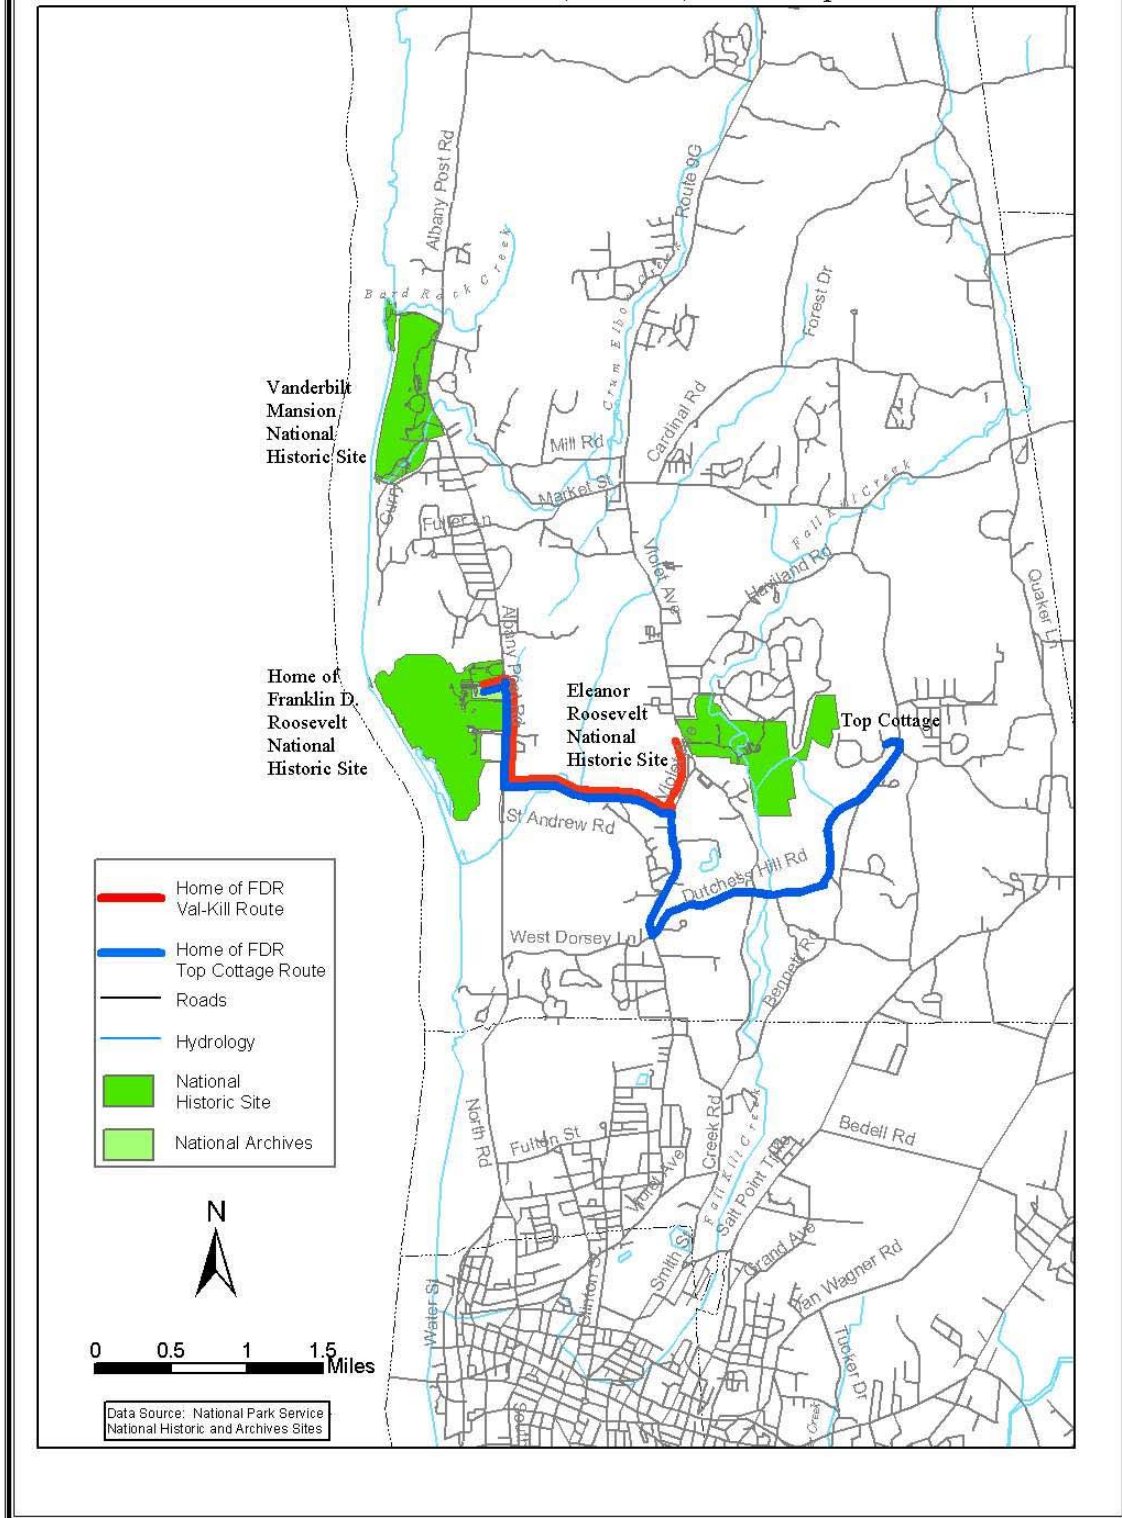 Albany Post Rd
Route 9G
Bard Rock Creek
Crum Elbow Creek
Forest Dr
Vanderbilt
Mansion
National
Historic Site
Mill Rd
Cardinal Rd
Market St
Fall Kill Creek
Fuller Ln
Violet Ave
Haviland Rd
Quaker Ln
Albany Post Rd
Home of
Franklin D.
Roosevelt
National
Historic Site
Eleanor
Roosevelt
National
Historic Site
Top Cottage
Violet Ave
St Andrew Rd
Dutchess Hill Rd
West Dorsey Ln
Bennett Rd
Home of FDR
Val-Kill Route
Home of FDR
Top Cottage Route
Roads
Hydrology
National
Historic Site
National Archives
North Rd
Fulton St
Creek Rd
Violet Ave
Fall Kill Creek
Salt Point Tpke
Bedell Rd
Grand Ave
Smith St
Van Wagner Rd
Clinton St
Water St
Tucker Dr
Creek
N
0 0.5 1 1.5
Miles
Data Source: National Park Service
National Historic and Archives Sites